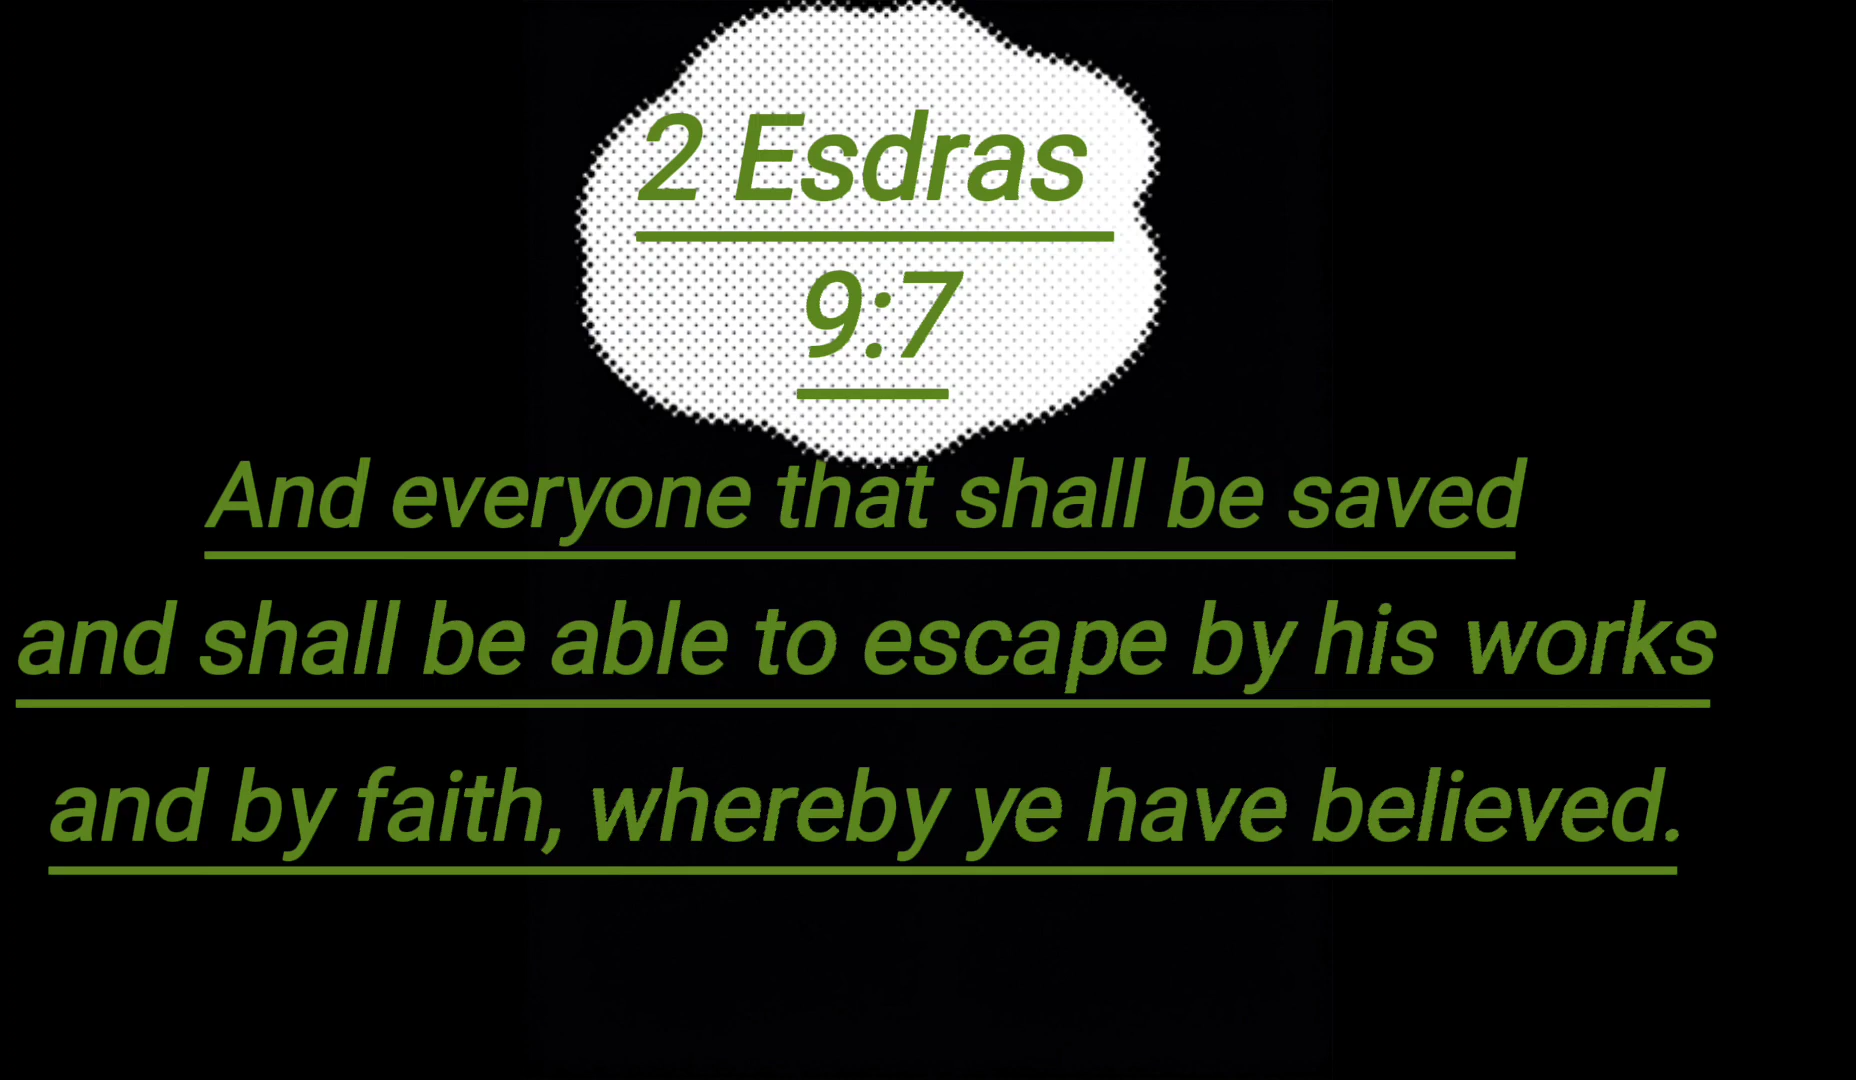 2 Esdras
9:7
And everyone that shall be saved
and shall be able to escape by his works
and by faith, whereby ye have believed.